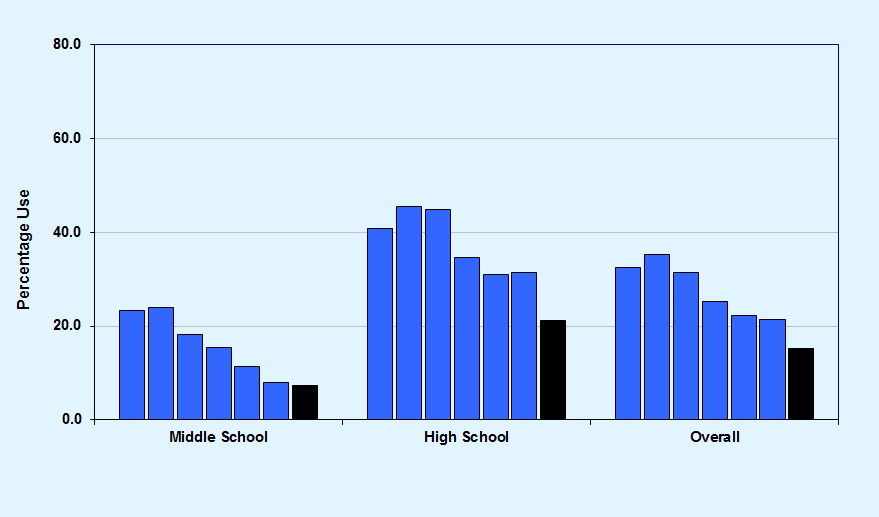 80.0
60.0
40.0
20.0
0.0
Percentage Use
Middle School
High School
Overall